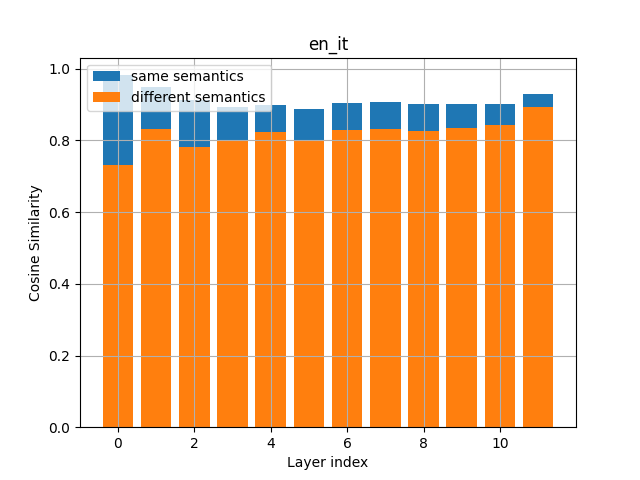 en_it
same semantics
different semantics
Cosine Similarity
1.0
0.8
0.6
0.4
0.2
0.0
0 2 4 6 8 10
Layer index